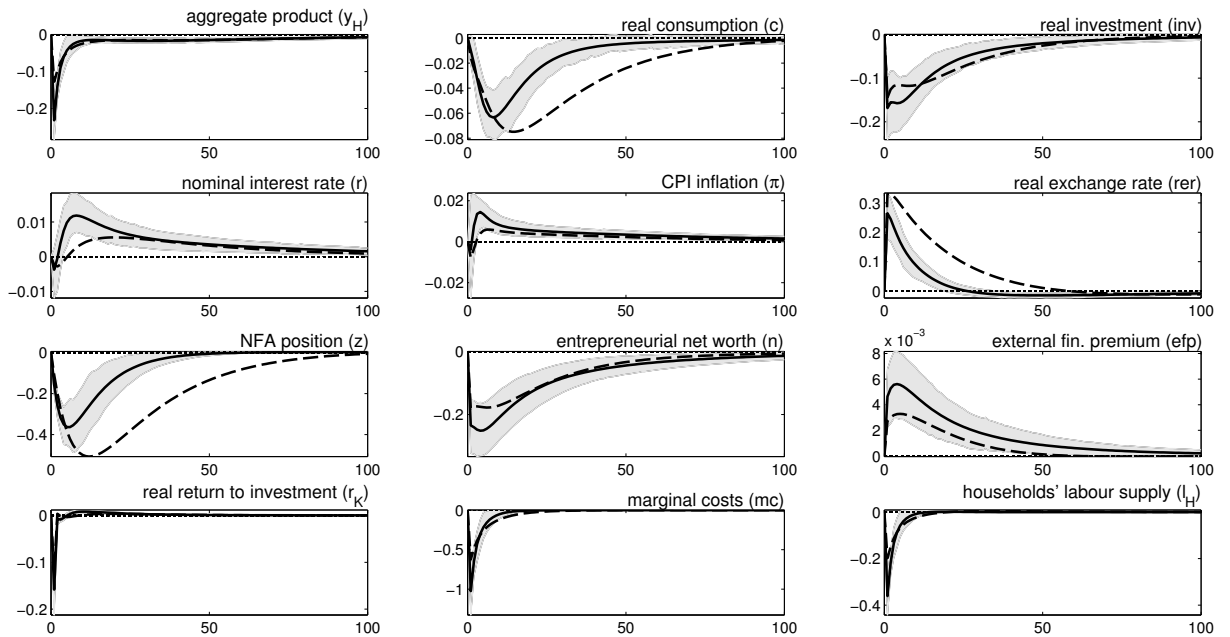 aggregate product (y_H)
0
−0.1
−0.2
0 50 100
real consumption (c)
0
−0.02
−0.04
−0.06
−0.08
0 50 100
real investment (inv)
0
−0.1
−0.2
0 50 100
nominal interest rate (r)
0.01
0
−0.01
0 50 100
CPI inflation (π)
0.02
0
−0.02
0 50 100
real exchange rate (rer)
0.3
0.2
0.1
0
0 50 100
NFA position (z)
0
−0.2
−0.4
0 50 100
entrepreneurial net worth (n)
0
−0.2
0 50 100
external fin. premium (efp)
x 10⁻³
8
6
4
2
0
0 50 100
real return to investment (r_K)
0
−0.1
−0.2
0 50 100
marginal costs (mc)
0
−0.5
−1
0 50 100
households' labour supply (l_H)
0
−0.2
−0.4
0 50 100